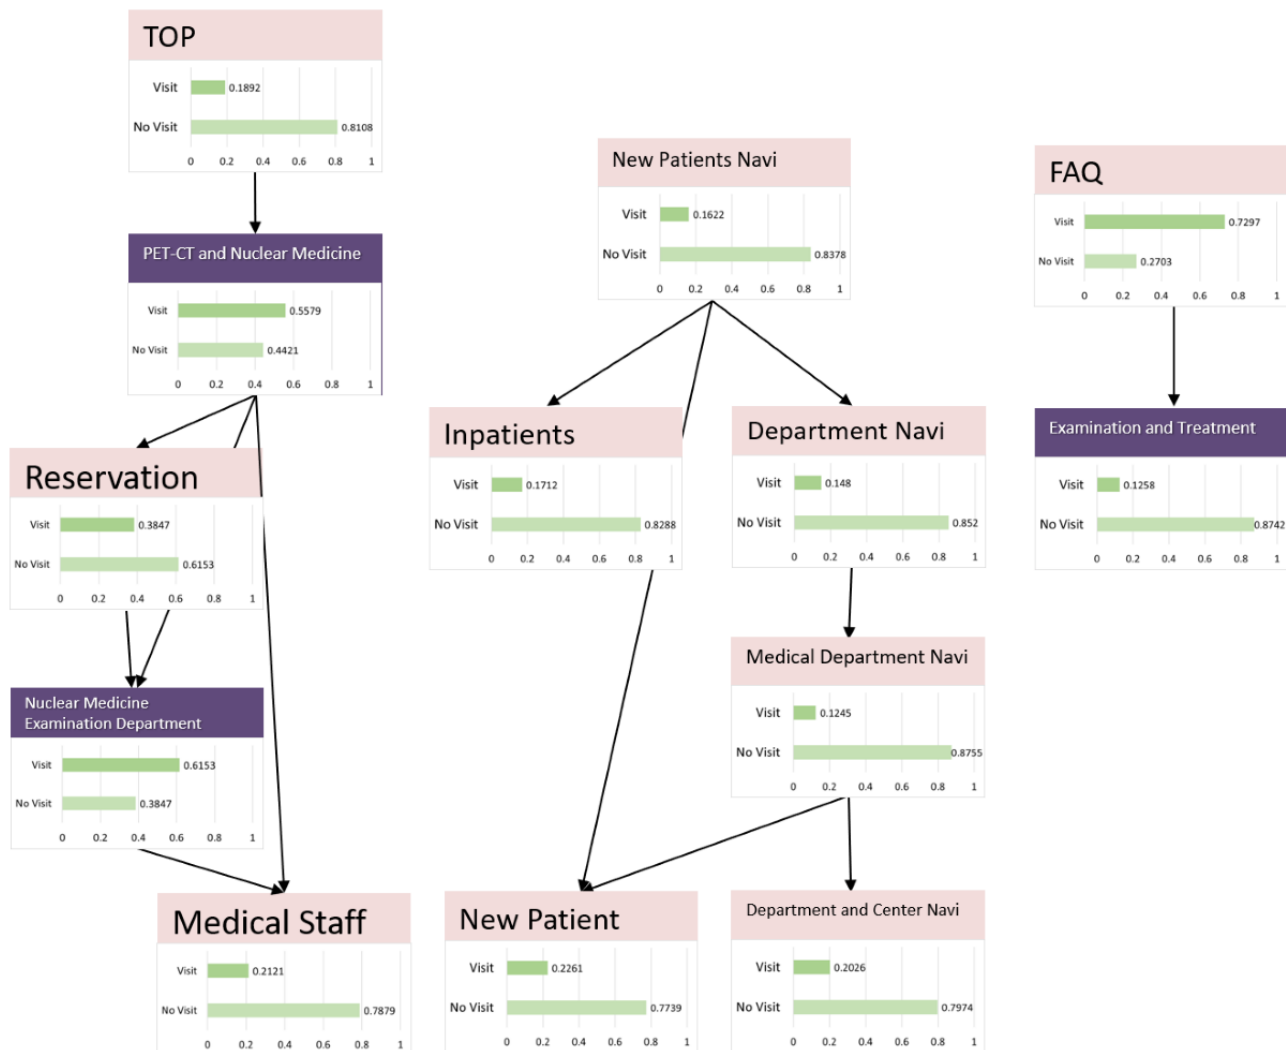 TOP
Visit 0.1892
No Visit 0.8108
0 0.2 0.4 0.6 0.8 1
PET-CT and Nuclear Medicine
Visit 0.5579
No Visit 0.4421
0 0.2 0.4 0.6 0.8 1
Reservation
Visit 0.3847
No Visit 0.6153
0 0.2 0.4 0.6 0.8 1
Nuclear Medicine
Examination Department
Visit 0.6153
No Visit 0.3847
0 0.2 0.4 0.6 0.8 1
Medical Staff
Visit 0.2121
No Visit 0.7879
0 0.2 0.4 0.6 0.8 1
New Patients Navi
Visit 0.1622
No Visit 0.8378
0 0.2 0.4 0.6 0.8 1
Inpatients
Visit 0.1712
No Visit 0.8288
0 0.2 0.4 0.6 0.8 1
Department Navi
Visit 0.148
No Visit 0.852
0 0.2 0.4 0.6 0.8 1
Medical Department Navi
Visit 0.1245
No Visit 0.8755
0 0.2 0.4 0.6 0.8 1
New Patient
Visit 0.2261
No Visit 0.7739
0 0.2 0.4 0.6 0.8 1
Department and Center Navi
Visit 0.2026
No Visit 0.7974
0 0.2 0.4 0.6 0.8 1
FAQ
Visit 0.7297
No Visit 0.2703
0 0.2 0.4 0.6 0.8 1
Examination and Treatment
Visit 0.1258
No Visit 0.8742
0 0.2 0.4 0.6 0.8 1